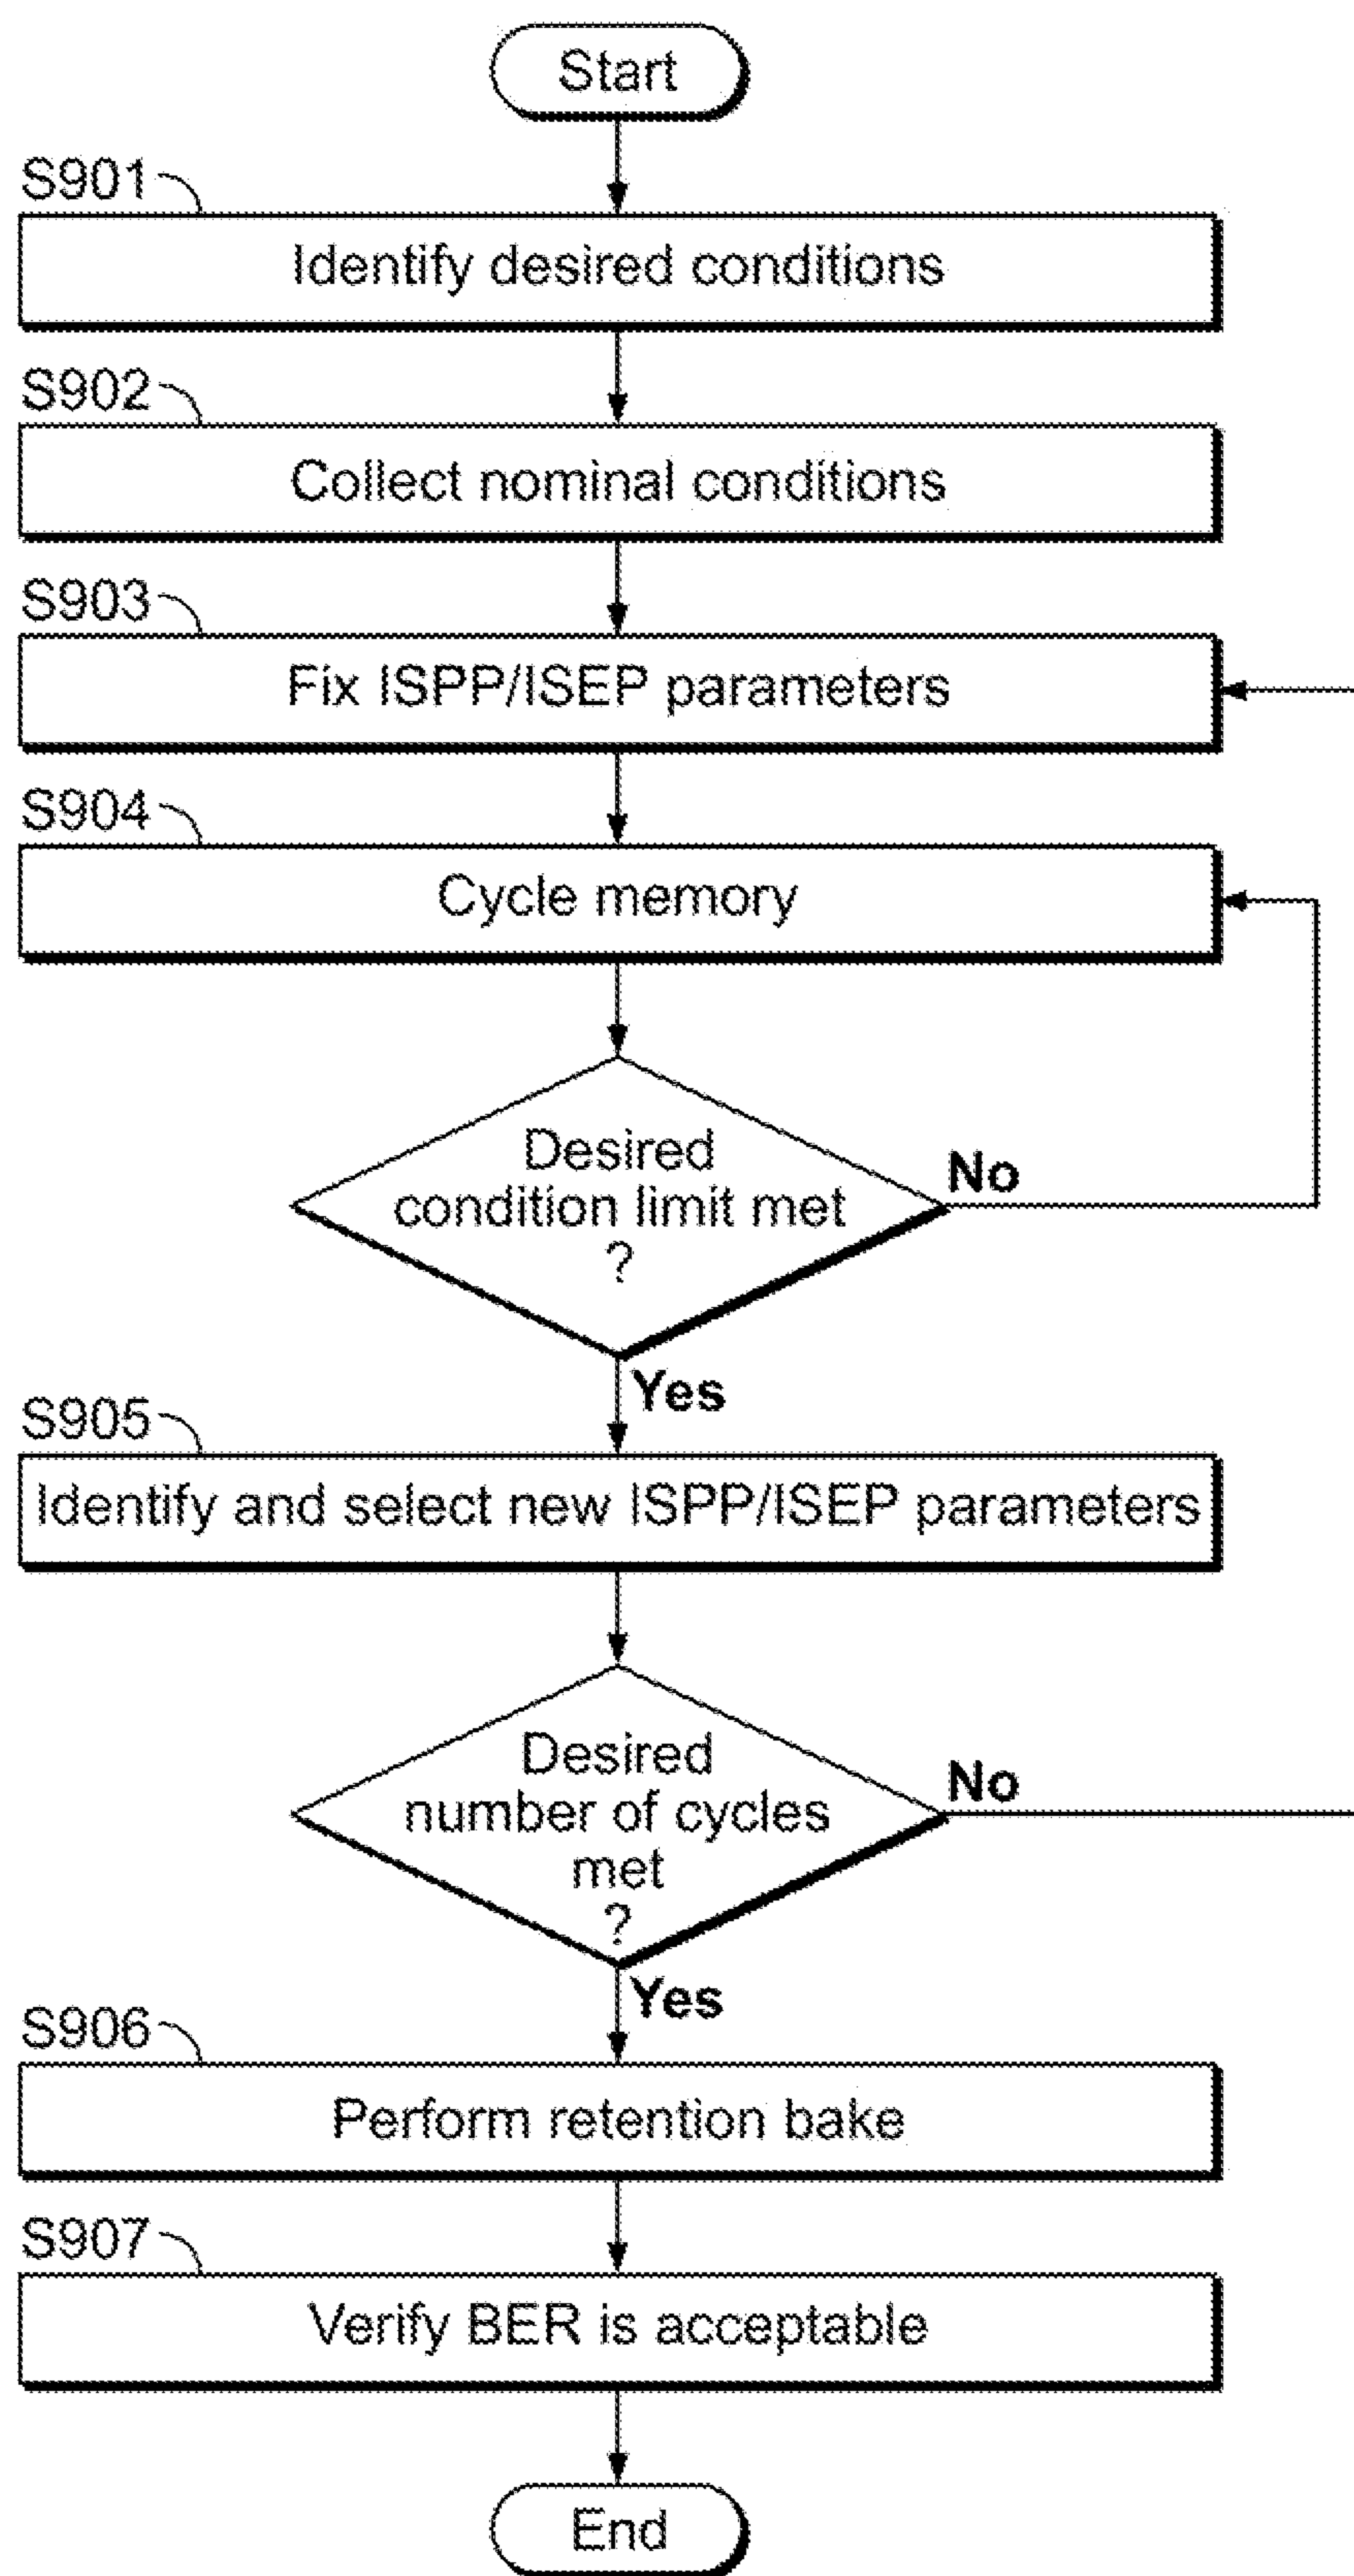 Start
S901
Identify desired conditions
S902
Collect nominal conditions
S903
Fix ISPP/ISEP parameters
S904
Cycle memory
Desired
condition limit met
?
No
Yes
S905
Identify and select new ISPP/ISEP parameters
Desired
number of cycles
met
?
No
Yes
S906
Perform retention bake
S907
Verify BER is acceptable
End